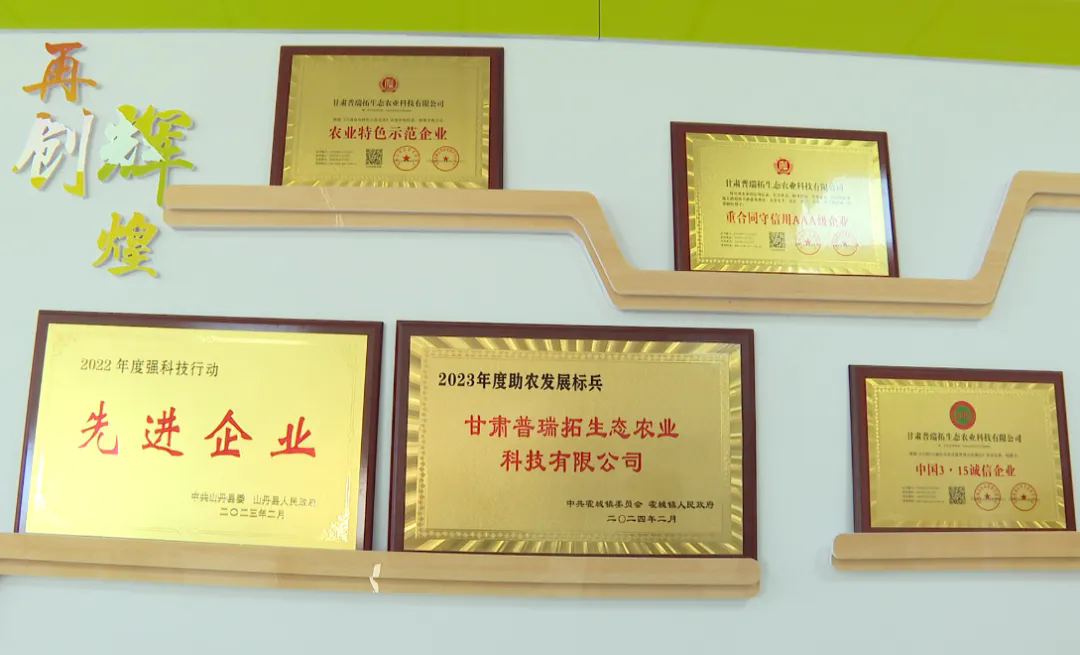 再
创
辉
煌
甘肃普瑞拓生态农业科技有限公司
农业特色示范企业
甘肃普瑞拓生态农业科技有限公司
重合同守信用AAA级企业
2022年度强科技行动
先进企业
中共山丹县委 山丹县人民政府
二〇二三年二月
2023年度助农发展标兵
甘肃普瑞拓生态农业
科技有限公司
中共霍城镇委员会 霍城镇人民政府
二〇二四年二月
甘肃普瑞拓生态农业科技有限公司
中国3·15诚信企业